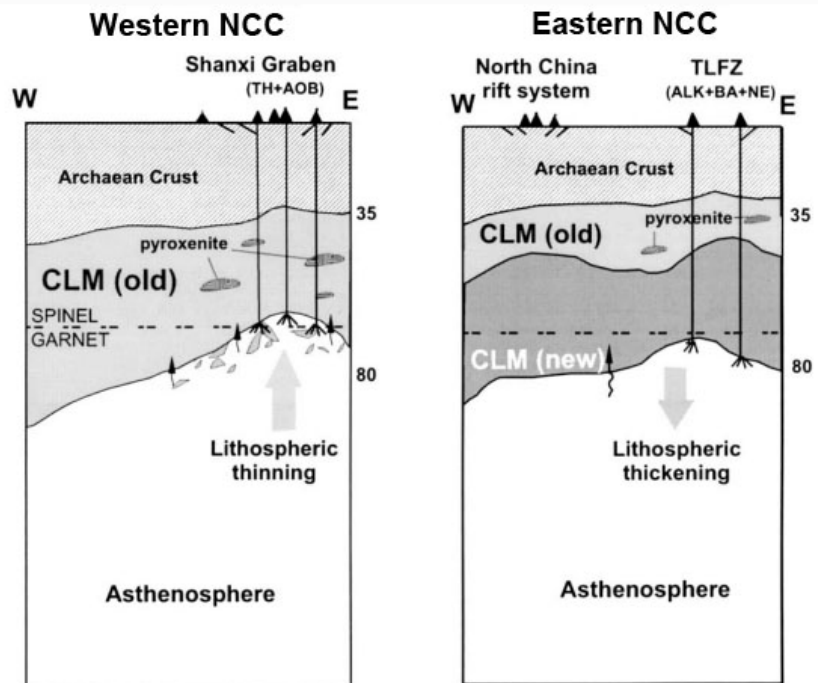 Western NCC
Shanxi Graben
(TH+AOB)
W
E
Archaean Crust
35
pyroxenite
CLM (old)
SPINEL
GARNET
80
Lithospheric
thinning
Asthenosphere
Eastern NCC
North China
rift system
TLFZ
(ALK+BA+NE)
W
E
Archaean Crust
35
pyroxenite
CLM (old)
CLM (new)
80
Lithospheric
thickening
Asthenosphere